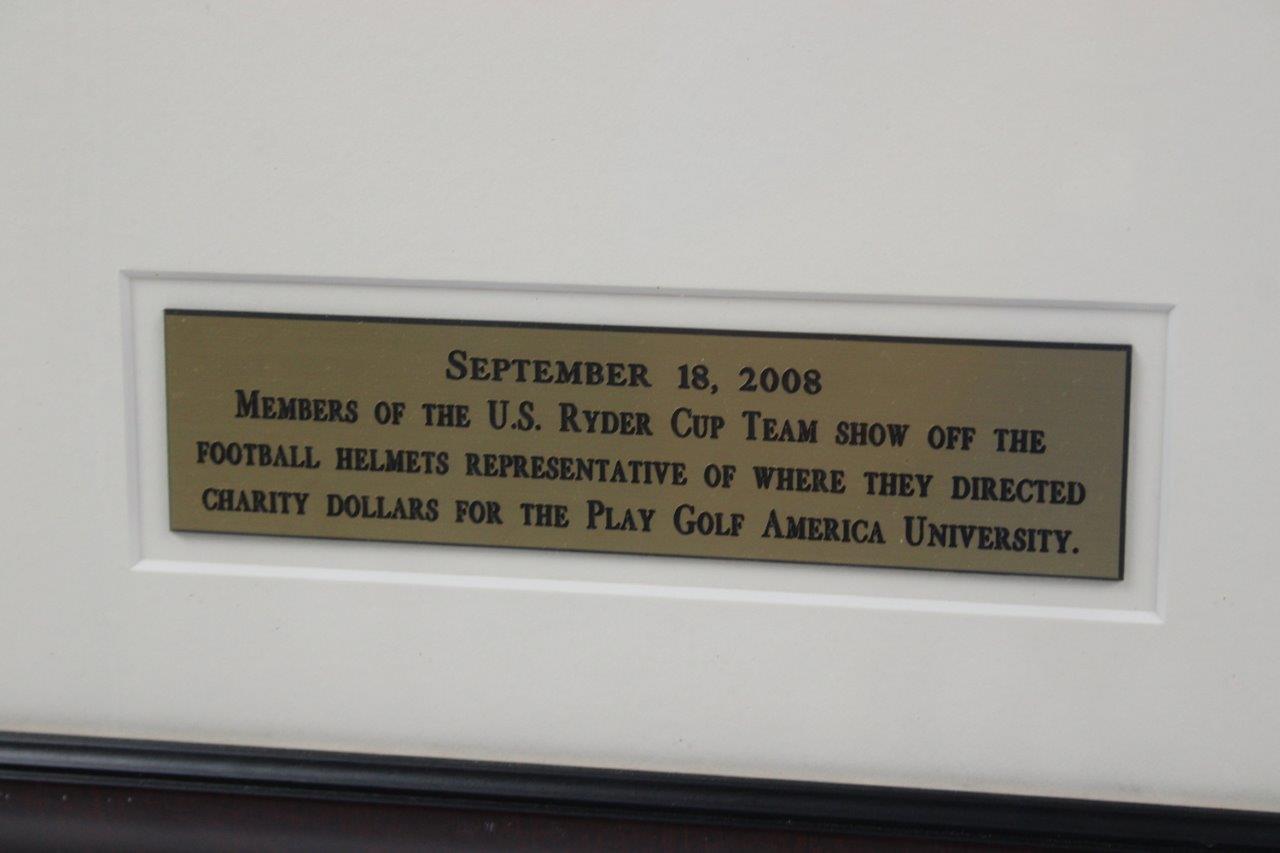 September 18, 2008
Members of the U.S. Ryder Cup Team show off the
football helmets representative of where they directed
charity dollars for the Play Golf America University.